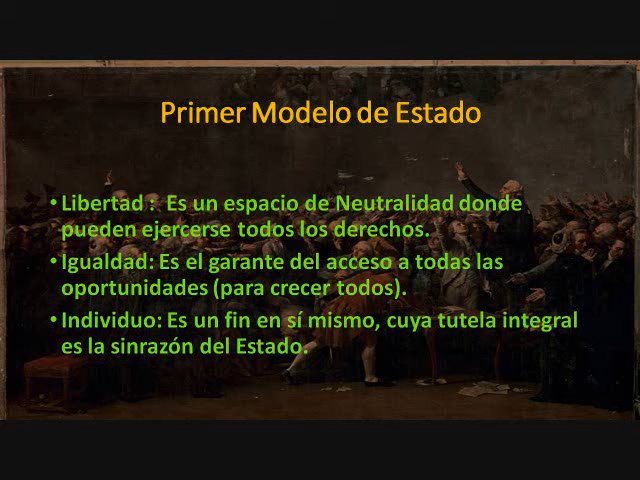 Primer Modelo de Estado
• Libertad : Es un espacio de Neutralidad donde
pueden ejercerse todos los derechos.
• Igualdad: Es el garante del acceso a todas las
oportunidades (para crecer todos).
• Individuo: Es un fin en sí mismo, cuya tutela integral
es la sinrazón del Estado.